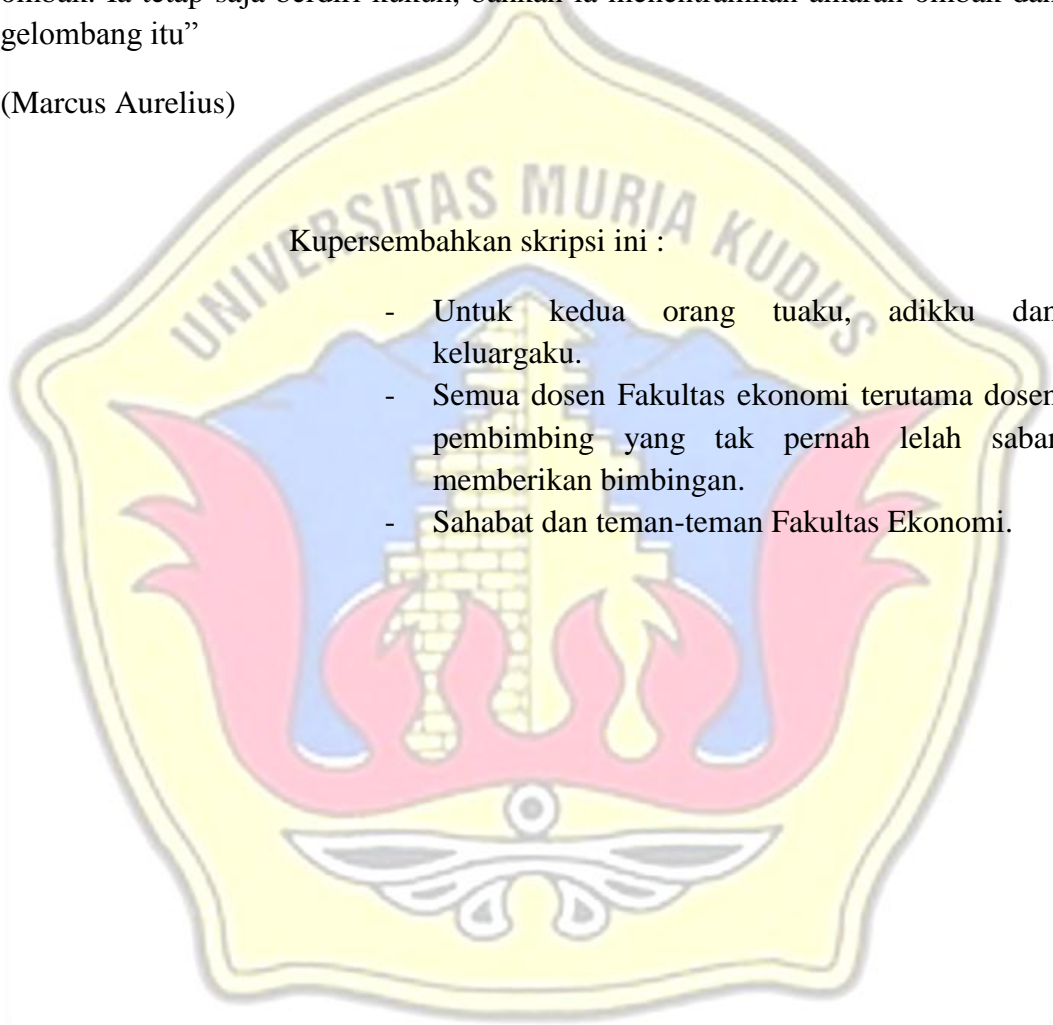 ombak. Ia tetap saja berdiri kukuh, bahkan ia menentramkan amarah ombak dan
gelombang itu”
(Marcus Aurelius)
UNIVERSITAS MURIA KUDUS
Kupersembahkan skripsi ini :
- Untuk kedua orang tuaku, adikku dan
keluargaku.
- Semua dosen Fakultas ekonomi terutama dosen
pembimbing yang tak pernah lelah sabar
memberikan bimbingan.
- Sahabat dan teman-teman Fakultas Ekonomi.